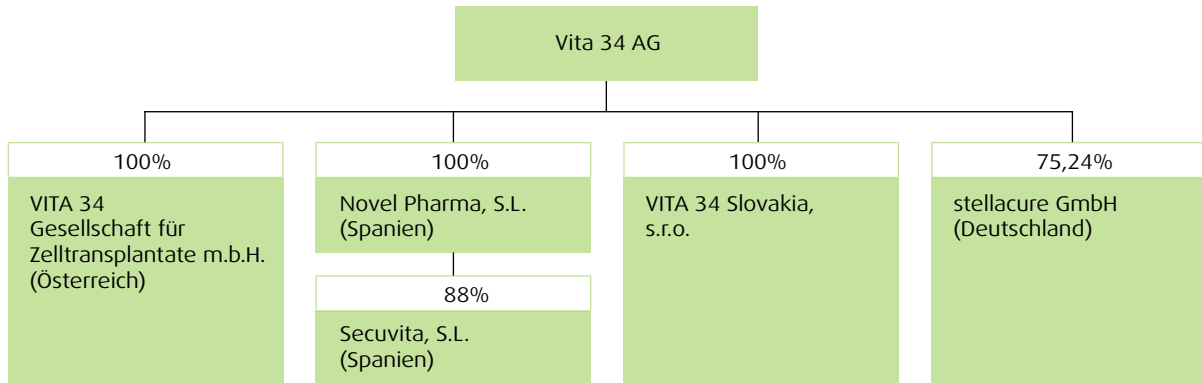 Vita 34 AG
100%
VITA 34
Gesellschaft für
Zelltransplantate m.b.H.
(Österreich)
100%
Novel Pharma, S.L.
(Spanien)
88%
Secuvita, S.L.
(Spanien)
100%
VITA 34 Slovakia,
s.r.o.
75,24%
stellacure GmbH
(Deutschland)